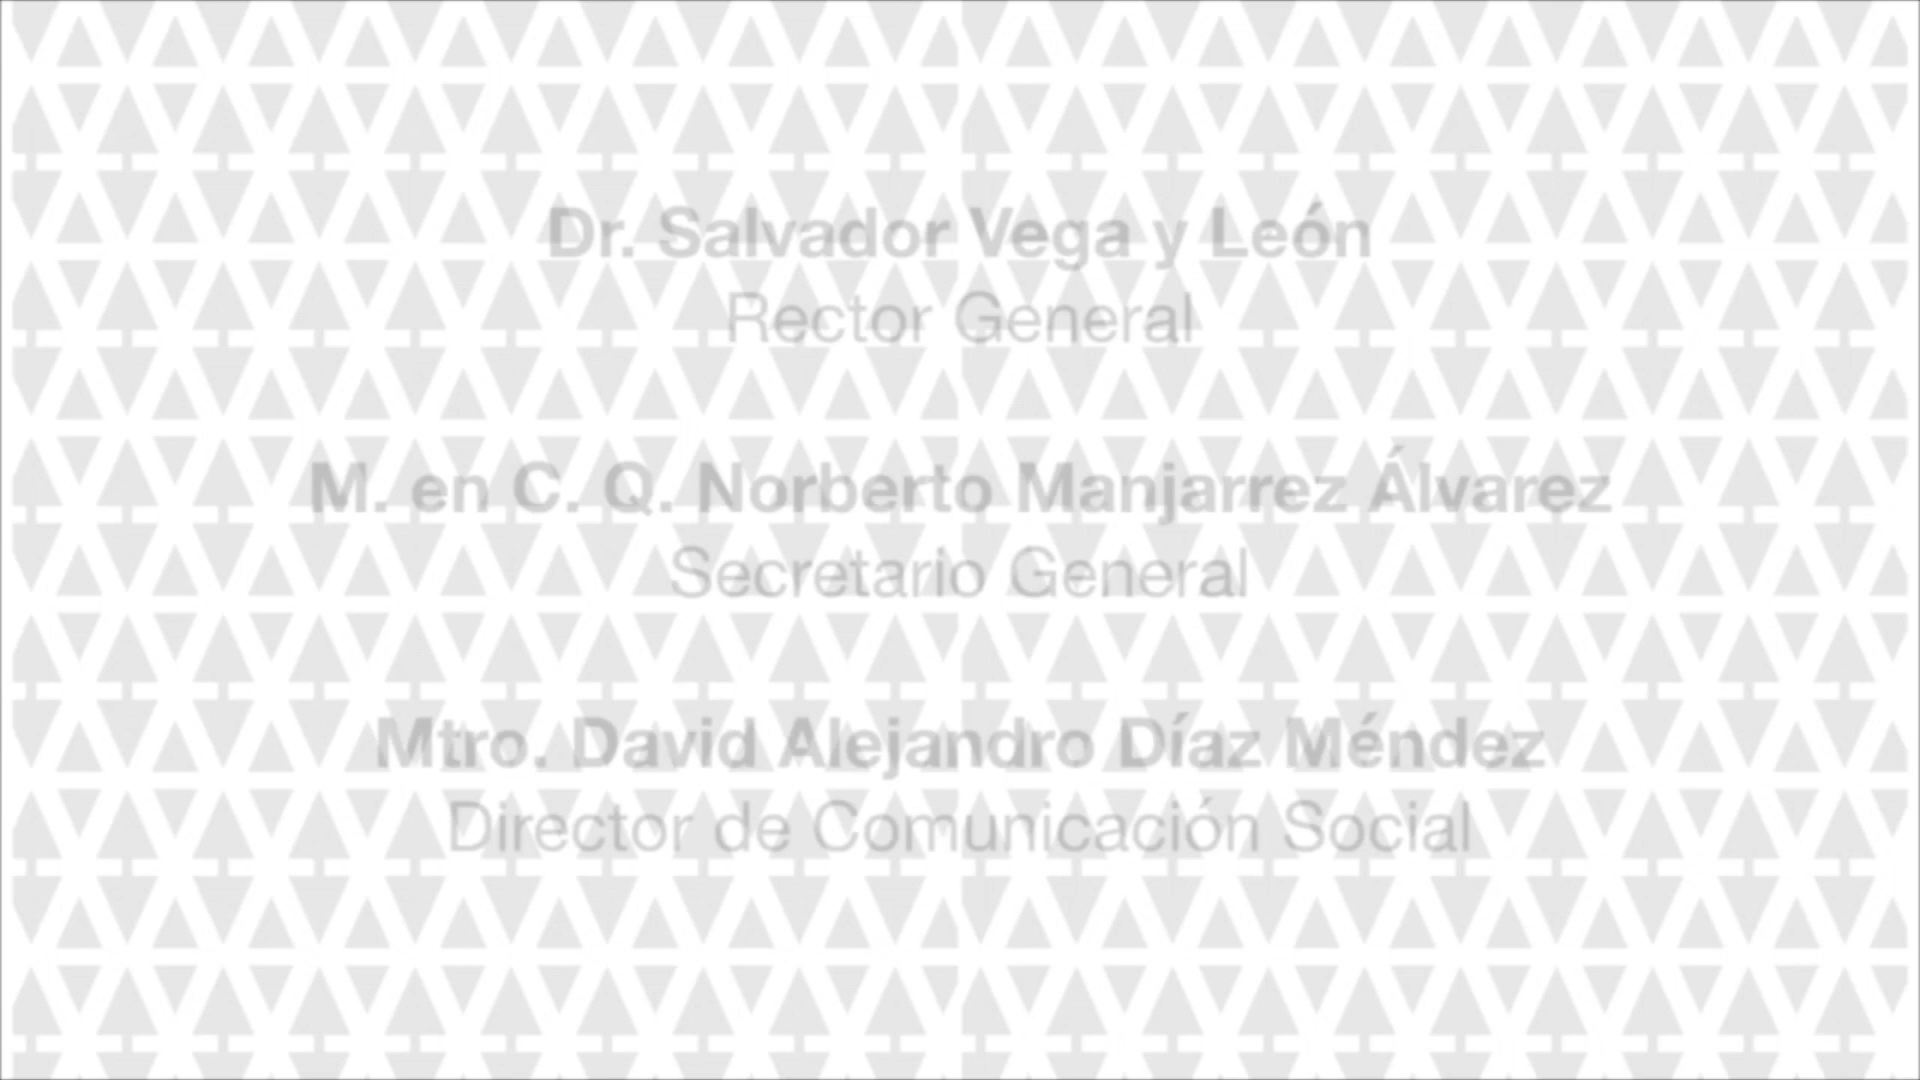 Dr. Salvador Vega y León
Rector General
M. en C. Q. Norberto Manjarrez Álvarez
Secretario General
Mtro. David Alejandro Díaz Méndez
Director de Comunicación Social